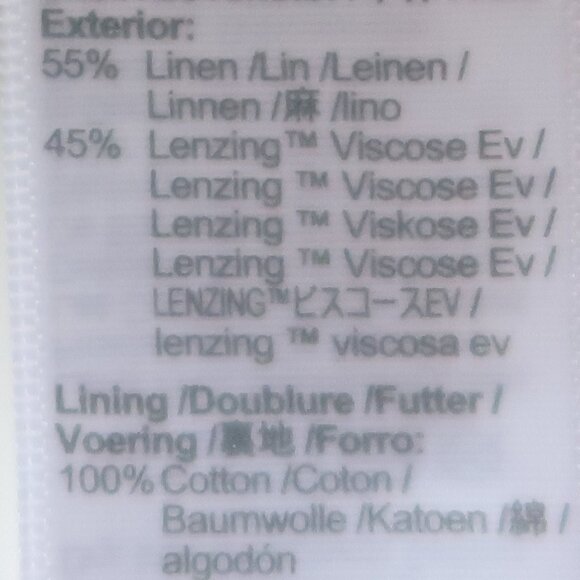 Exterior:
55% Linen /Lin /Leinen /
Linnen /麻 /lino
45% Lenzing™ Viscose Ev /
Lenzing ™ Viscose Ev /
Lenzing ™ Viskose Ev /
Lenzing ™ Viscose Ev /
LENZING™ビスコースEV /
lenzing ™ viscosa ev
Lining /Doublure /Futter /
Voering /裏地 /Forro:
100% Cotton /Coton /
Baumwolle /Katoen /綿 /
algodón